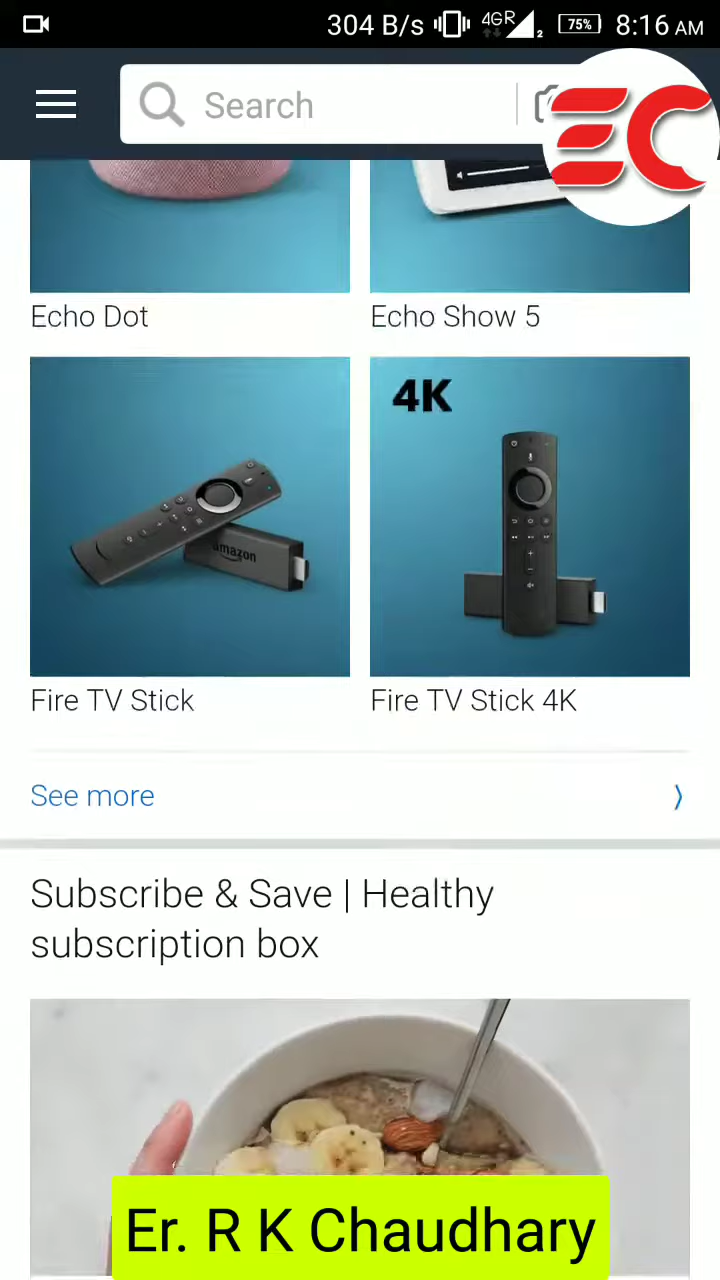 304 B/s 4GR 2 75% 8:16 AM
Search
EC
Echo Dot
Echo Show 5
4K
amazon
Fire TV Stick
Fire TV Stick 4K
See more
Subscribe & Save | Healthy
subscription box
Er. R K Chaudhary